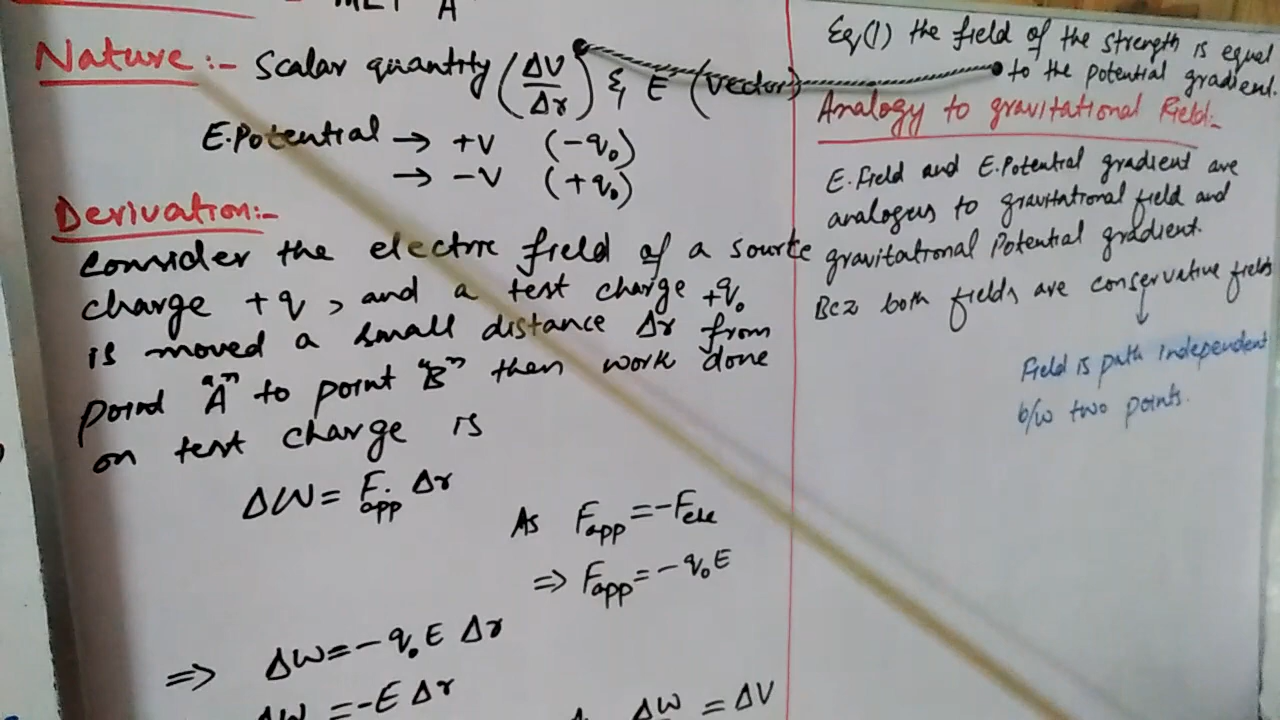 Nature :- Scalar quantity (ΔV/Δr) & E (vector)
E.Potential → +V (-q₀)
→ -V (+q₀)
Derivation:-
Consider the electric field of a source
charge +q, and a test charge +q₀
is moved a small distance Δr from
point "A" to point "B" then work done
on test charge is
ΔW = F_app . Δr
As F_app = -F_ele
⇒ F_app = -q₀E
⇒ ΔW = -q₀ E Δr
= -E Δr
ΔW = ΔV
Eq(1) the field of the strength is equal
to the potential gradient.
Analogy to gravitational Field:-
E.Field and E.Potential gradient are
analogus to gravitational field and
gravitational Potential gradient.
Bcz both fields are conservative fields
↓
Field is path independent
b/w two points.